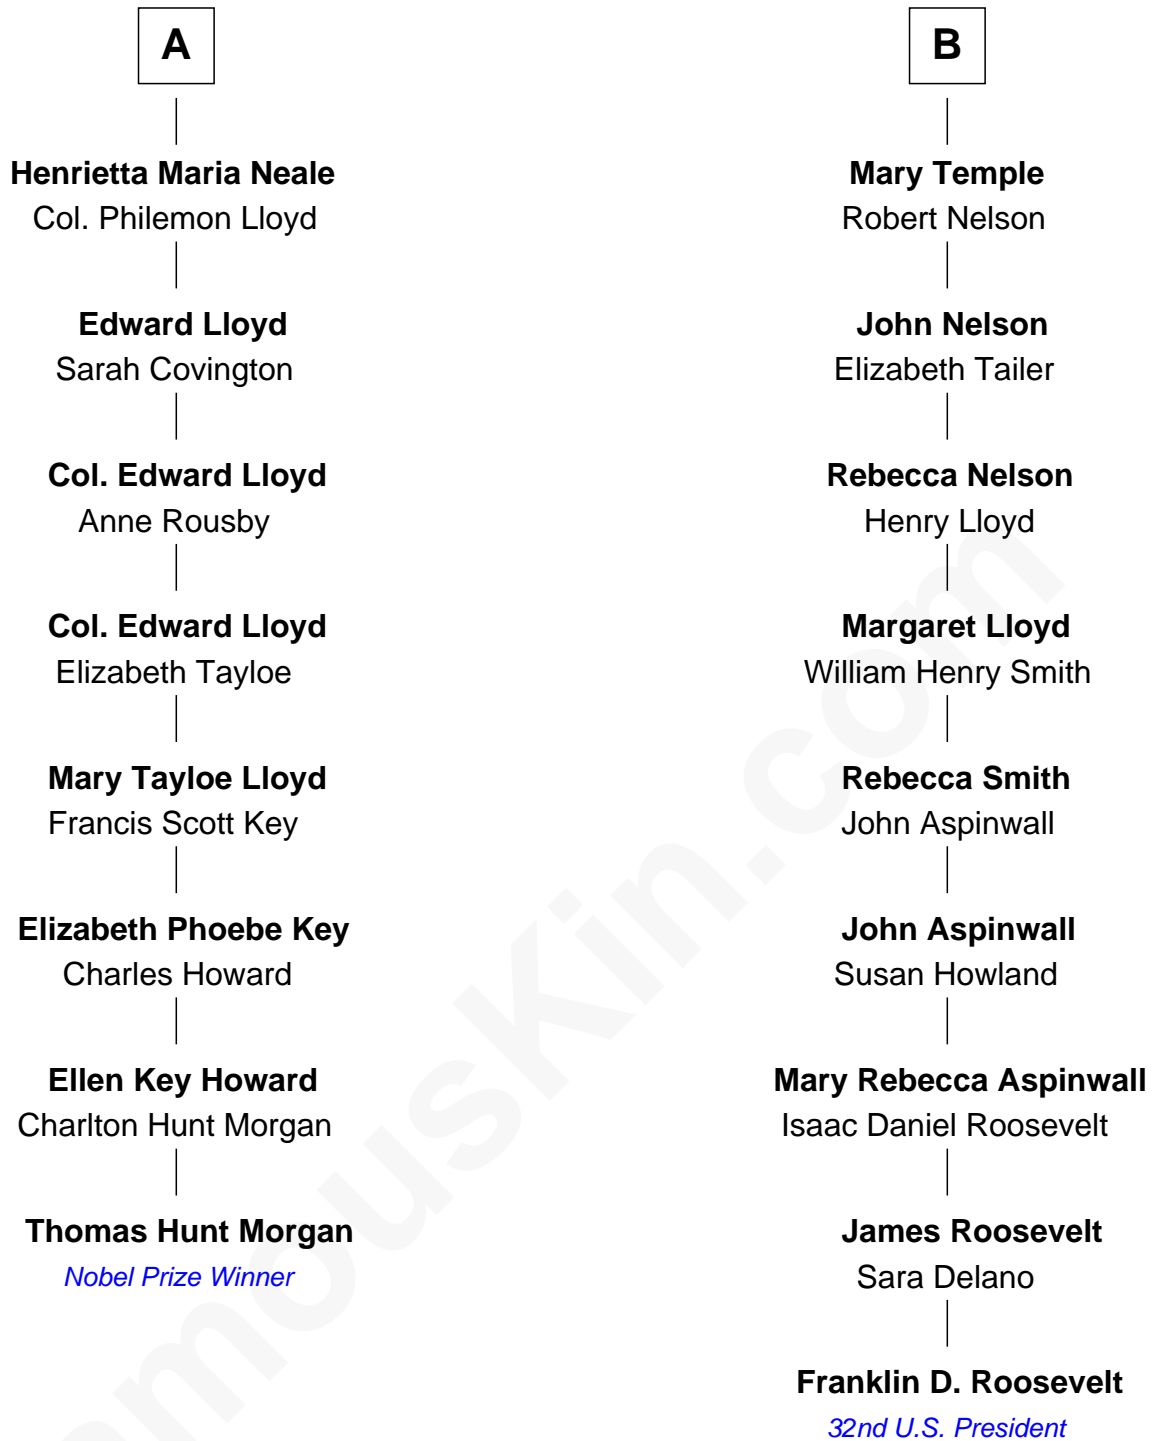 A
Henrietta Maria Neale
Col. Philemon Lloyd
Edward Lloyd
Sarah Covington
Col. Edward Lloyd
Anne Rousby
Col. Edward Lloyd
Elizabeth Tayloe
Mary Tayloe Lloyd
Francis Scott Key
Elizabeth Phoebe Key
Charles Howard
Ellen Key Howard
Charlton Hunt Morgan
Thomas Hunt Morgan
Nobel Prize Winner
B
Mary Temple
Robert Nelson
John Nelson
Elizabeth Tailer
Rebecca Nelson
Henry Lloyd
Margaret Lloyd
William Henry Smith
Rebecca Smith
John Aspinwall
John Aspinwall
Susan Howland
Mary Rebecca Aspinwall
Isaac Daniel Roosevelt
James Roosevelt
Sara Delano
Franklin D. Roosevelt
32nd U.S. President